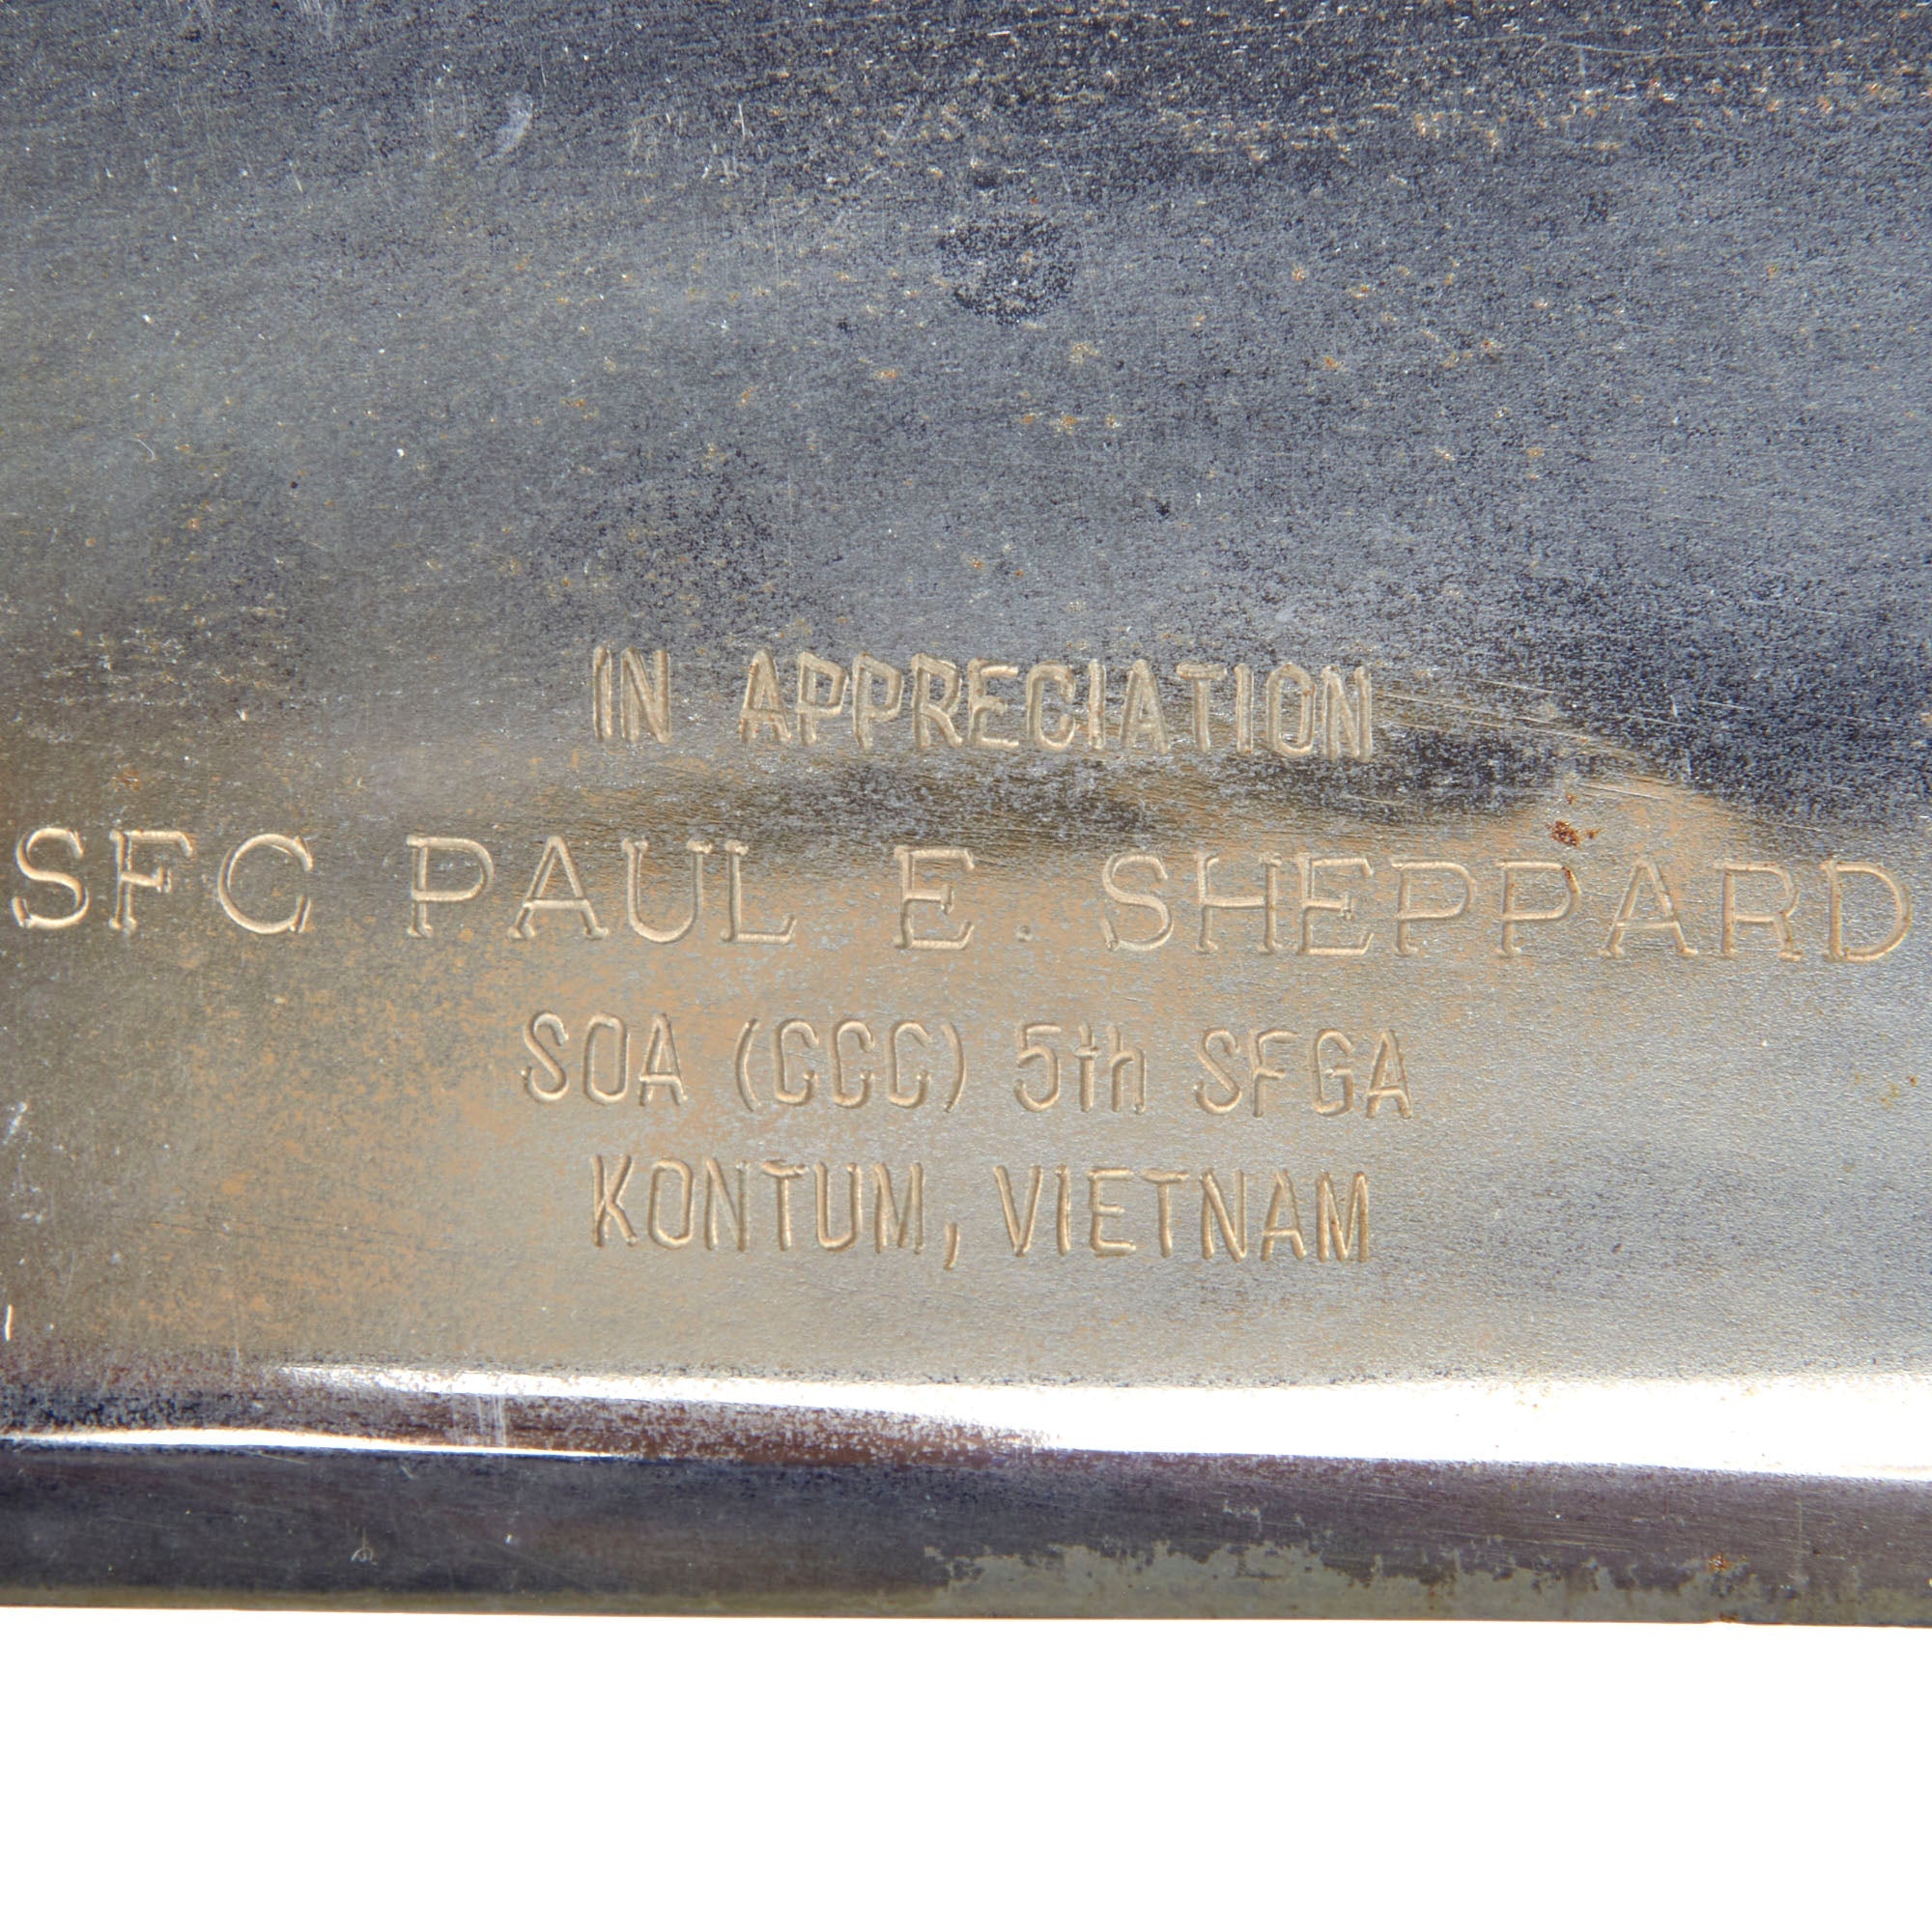 IN APPRECIATION
SFC PAUL E. SHEPPARD
SOA (CCC) 5th SFGA
KONTUM, VIETNAM